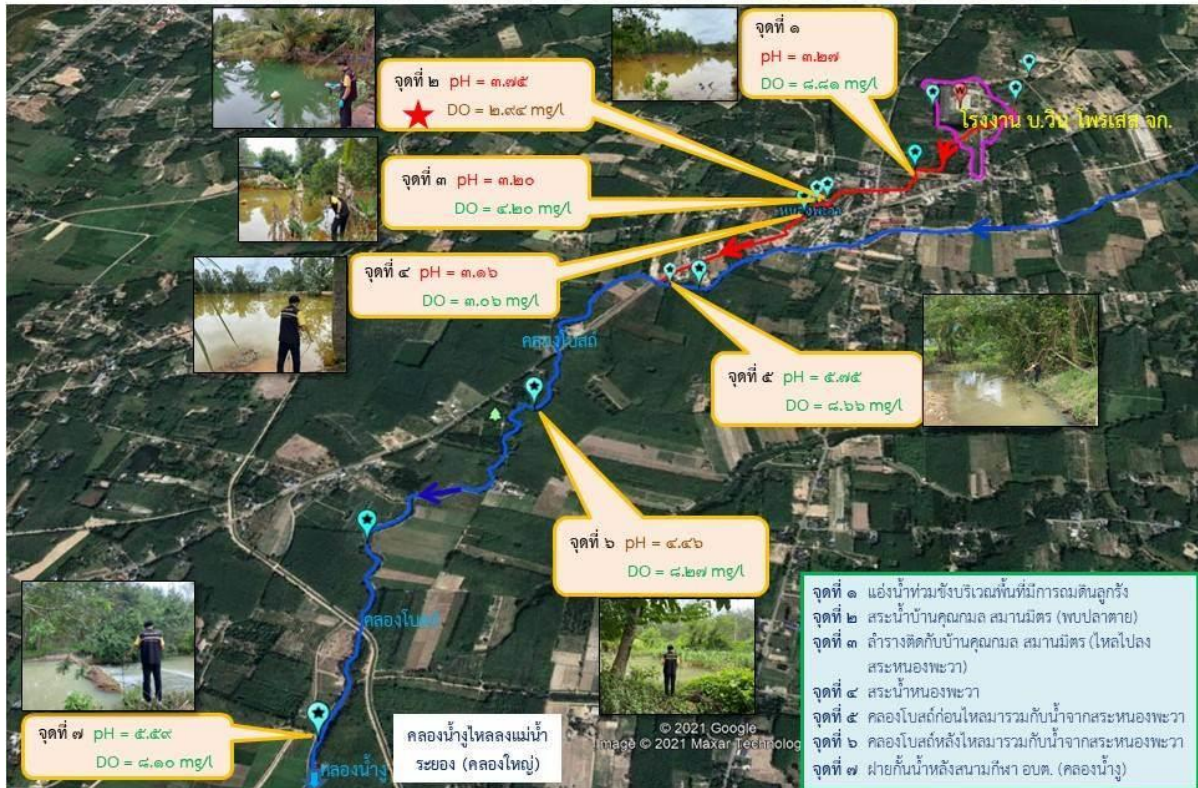 จุดที่ ๑
pH = ๓.๒๗
DO = ๘.๘๑ mg/l
จุดที่ ๒ pH = ๓.๗๕
DO = ๒.๙๔ mg/l
โรงงาน บ.วิน โพรเสส จก.
จุดที่ ๓ pH = ๓.๒๐
DO = ๔.๒๐ mg/l
หนองพะวา
จุดที่ ๔ pH = ๓.๑๖
DO = ๓.๐๖ mg/l
คลองโบสถ์
จุดที่ ๕ pH = ๕.๗๕
DO = ๘.๖๖ mg/l
จุดที่ ๖ pH = ๔.๔๖
DO = ๘.๒๗ mg/l
คลองโบสถ์
จุดที่ ๗ pH = ๕.๕๙
DO = ๘.๑๐ mg/l
คลองน้ำงู
คลองน้ำงูไหลลงแม่น้ำ
ระยอง (คลองใหญ่)
© 2021 Google
Image © 2021 Maxar Technolog
จุดที่ ๑ แอ่งน้ำท่วมขังบริเวณพื้นที่มีการถมดินลูกรัง
จุดที่ ๒ สระน้ำบ้านคุณกมล สมานมิตร (พบปลาตาย)
จุดที่ ๓ ลำรางติดกับบ้านคุณกมล สมานมิตร (ไหลไปลง
สระหนองพะวา)
จุดที่ ๔ สระน้ำหนองพะวา
จุดที่ ๕ คลองโบสถ์ก่อนไหลมารวมกับน้ำจากสระหนองพะวา
จุดที่ ๖ คลองโบสถ์หลังไหลมารวมกับน้ำจากสระหนองพะวา
จุดที่ ๗ ฝายกั้นน้ำหลังสนามกีฬา อบต. (คลองน้ำงู)